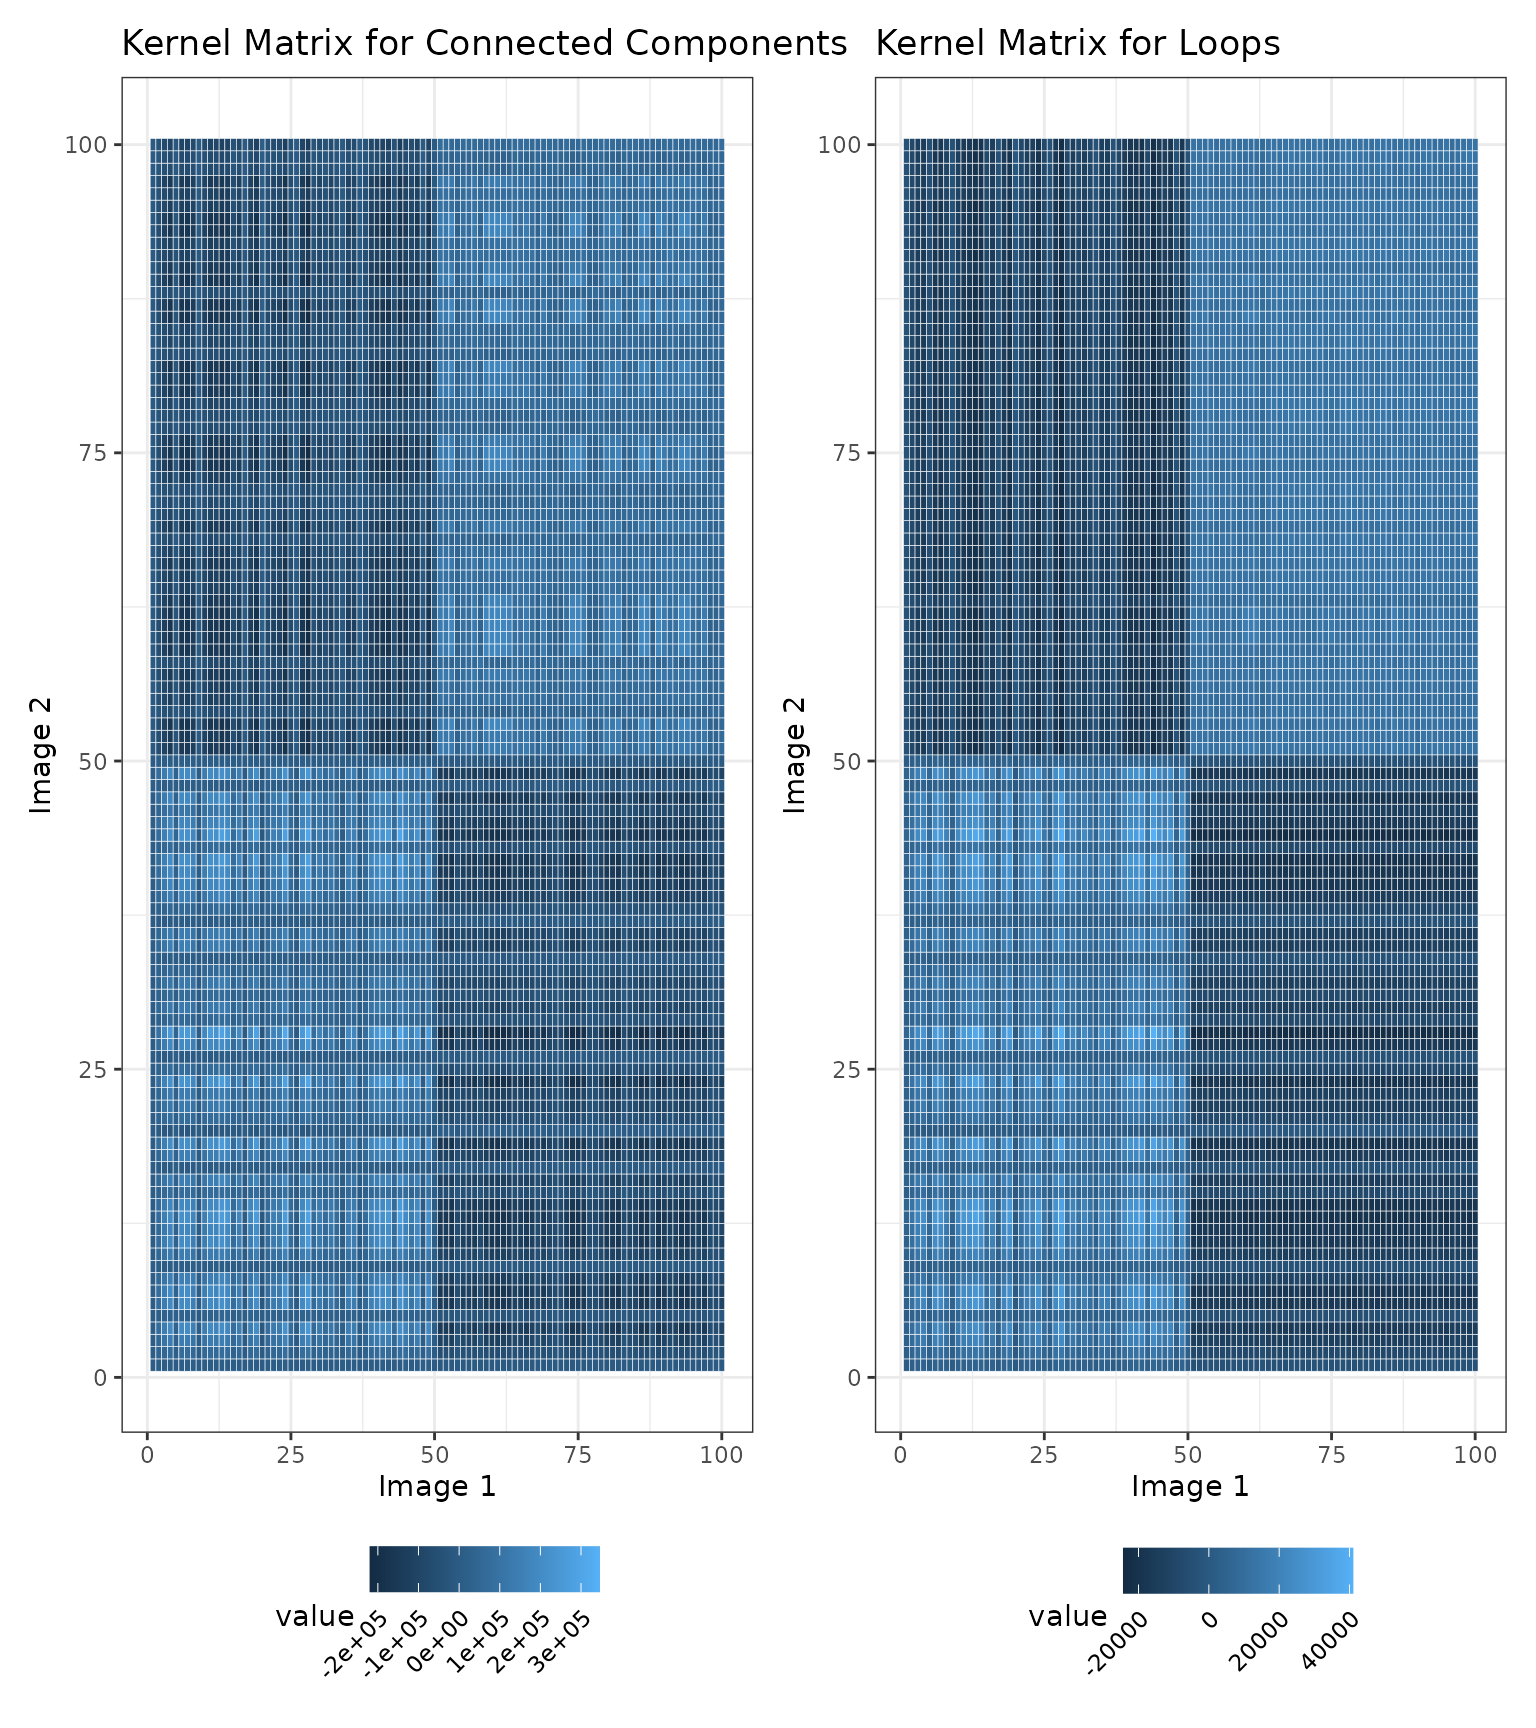 Kernel Matrix for Connected Components
100
75
50
25
0
Image 2
0 25 50 75 100
Image 1
value
-2e+05 -1e+05 0e+00 1e+05 2e+05 3e+05
Kernel Matrix for Loops
100
75
50
25
0
Image 2
0 25 50 75 100
Image 1
value
-20000 0 20000 40000